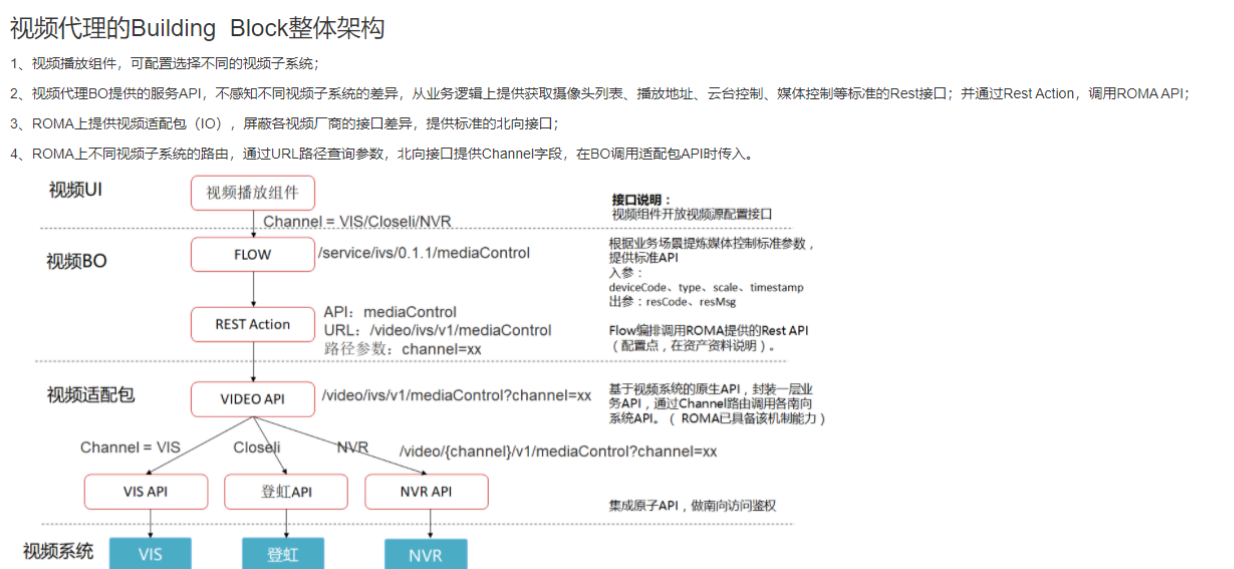 视频代理的Building Block整体架构
1、视频播放组件，可配置选择不同的视频子系统；
2、视频代理BO提供的服务API，不感知不同视频子系统的差异，从业务逻辑上提供获取摄像头列表、播放地址、云台控制、媒体控制等标准的Rest接口；并通过Rest Action，调用ROMA API；
3、ROMA上提供视频适配包（IO），屏蔽各视频厂商的接口差异，提供标准的北向接口；
4、ROMA上不同视频子系统的路由，通过URL路径查询参数，北向接口提供Channel字段，在BO调用适配包API时传入。
视频UI
视频播放组件
接口说明：
视频组件开放视频源配置接口
Channel = VIS/Closeli/NVR
视频BO
FLOW
/service/ivs/0.1.1/mediaControl
根据业务场景提炼媒体控制标准参数，
提供标准API
入参：
deviceCode、type、scale、timestamp
出参：resCode、resMsg
REST Action
API：mediaControl
URL：/video/ivs/v1/mediaControl
路径参数：channel=xx
Flow编排调用ROMA提供的Rest API
（配置点，在资产资料说明）。
视频适配包
VIDEO API
/video/ivs/v1/mediaControl?channel=xx
基于视频系统的原生API，封装一层业
务API，通过Channel路由调用各南向
系统API。（ ROMA已具备该机制能力）
Channel = VIS
Closeli
NVR
/video/{channel}/v1/mediaControl?channel=xx
VIS API
登虹API
NVR API
集成原子API，做南向访问鉴权
视频系统
VIS
登虹
NVR